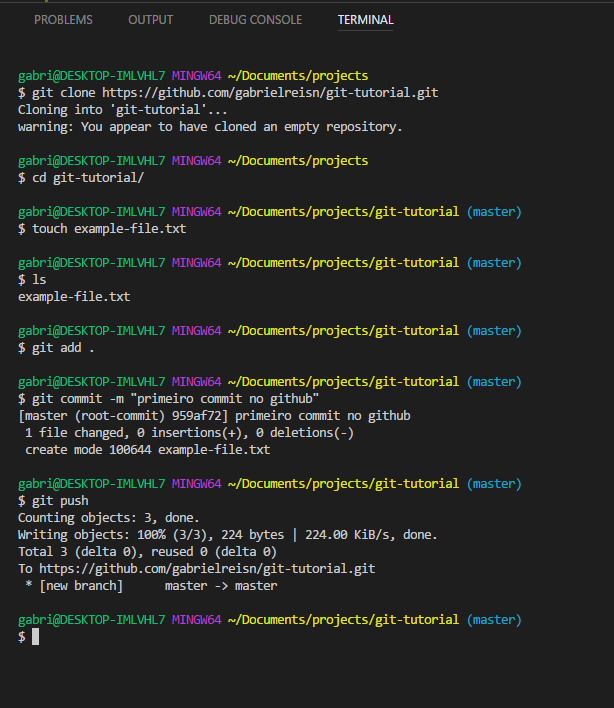 PROBLEMS OUTPUT DEBUG CONSOLE TERMINAL
gabri@DESKTOP-IMLVHL7 MINGW64 ~/Documents/projects
$ git clone https://github.com/gabrielreisn/git-tutorial.git
Cloning into 'git-tutorial'...
warning: You appear to have cloned an empty repository.
gabri@DESKTOP-IMLVHL7 MINGW64 ~/Documents/projects
$ cd git-tutorial/
gabri@DESKTOP-IMLVHL7 MINGW64 ~/Documents/projects/git-tutorial (master)
$ touch example-file.txt
gabri@DESKTOP-IMLVHL7 MINGW64 ~/Documents/projects/git-tutorial (master)
$ ls
example-file.txt
gabri@DESKTOP-IMLVHL7 MINGW64 ~/Documents/projects/git-tutorial (master)
$ git add .
gabri@DESKTOP-IMLVHL7 MINGW64 ~/Documents/projects/git-tutorial (master)
$ git commit -m "primeiro commit no github"
[master (root-commit) 959af72] primeiro commit no github
 1 file changed, 0 insertions(+), 0 deletions(-)
 create mode 100644 example-file.txt
gabri@DESKTOP-IMLVHL7 MINGW64 ~/Documents/projects/git-tutorial (master)
$ git push
Counting objects: 3, done.
Writing objects: 100% (3/3), 224 bytes | 224.00 KiB/s, done.
Total 3 (delta 0), reused 0 (delta 0)
To https://github.com/gabrielreisn/git-tutorial.git
 * [new branch]      master -> master
gabri@DESKTOP-IMLVHL7 MINGW64 ~/Documents/projects/git-tutorial (master)
$